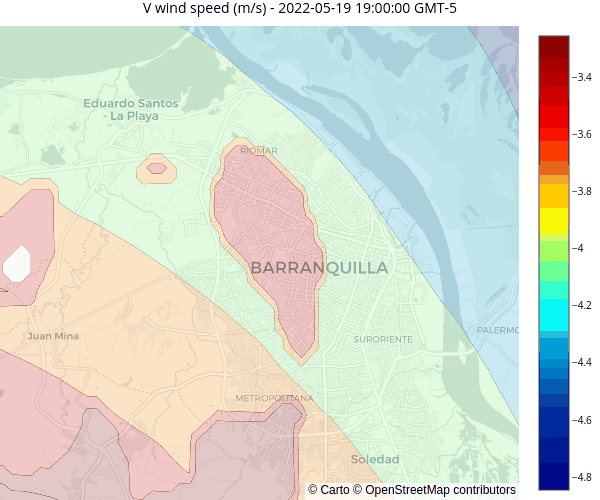 V wind speed (m/s) - 2022-05-19 19:00:00 GMT-5
Eduardo Santos
- La Playa
RIOMAR
BARRANQUILLA
Juan Mina
SURORIENTE
PALERMO
METROPOLITANA
Soledad
−3.4
−3.6
−3.8
−4
−4.2
−4.4
−4.6
−4.8
© Carto © OpenStreetMap contributors